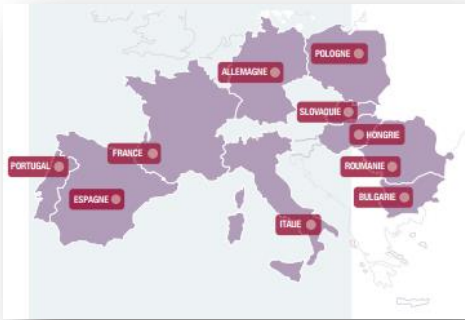 POLOGNE
ALLEMAGNE
SLOVAQUIE
HONGRIE
FRANCE
PORTUGAL
ROUMANIE
ESPAGNE
BULGARIE
ITALIE